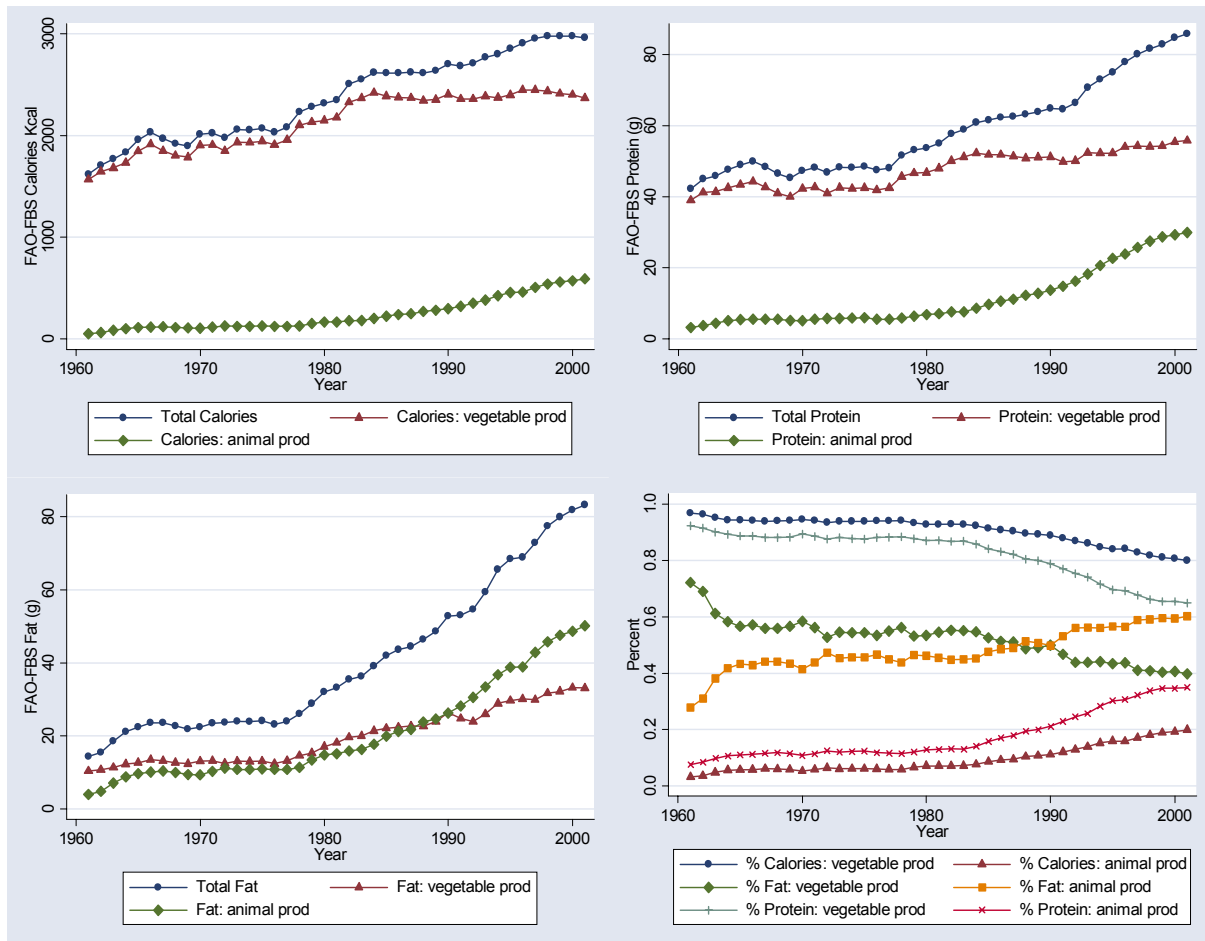 FAO-FBS Calories Kcal
3000
2000
1000
0
1960 1970 1980 1990 2000
Year
Total Calories Calories: vegetable prod
Calories: animal prod
FAO-FBS Protein (g)
80
60
40
20
0
1960 1970 1980 1990 2000
Year
Total Protein Protein: vegetable prod
Protein: animal prod
FAO-FBS Fat (g)
80
60
40
20
0
1960 1970 1980 1990 2000
Year
Total Fat Fat: vegetable prod
Fat: animal prod
Percent
1.0
0.8
0.6
0.4
0.2
0.0
1960 1970 1980 1990 2000
Year
% Calories: vegetable prod % Calories: animal prod
% Fat: vegetable prod % Fat: animal prod
% Protein: vegetable prod % Protein: animal prod